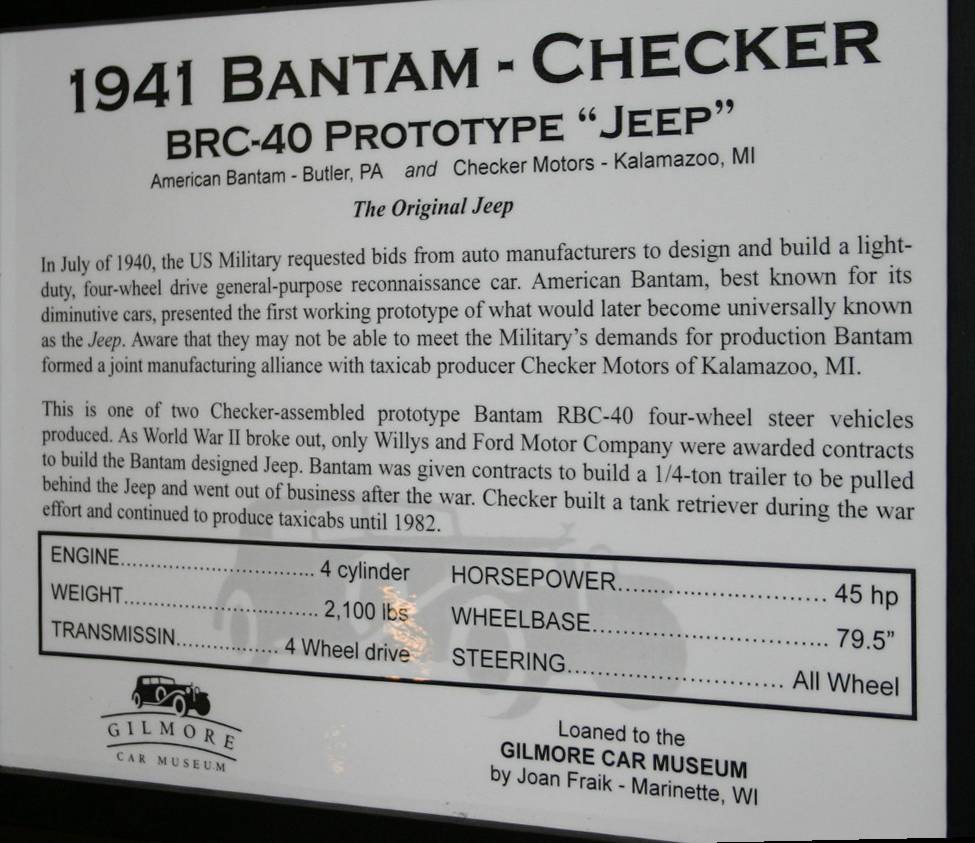 1941 BANTAM - CHECKER
BRC-40 PROTOTYPE “JEEP”
American Bantam - Butler, PA and Checker Motors - Kalamazoo, MI
The Original Jeep
In July of 1940, the US Military requested bids from auto manufacturers to design and build a light-
duty, four-wheel drive general-purpose reconnaissance car. American Bantam, best known for its
diminutive cars, presented the first working prototype of what would later become universally known
as the Jeep. Aware that they may not be able to meet the Military’s demands for production Bantam
formed a joint manufacturing alliance with taxicab producer Checker Motors of Kalamazoo, MI.
This is one of two Checker-assembled prototype Bantam RBC-40 four-wheel steer vehicles
produced. As World War II broke out, only Willys and Ford Motor Company were awarded contracts
to build the Bantam designed Jeep. Bantam was given contracts to build a 1/4-ton trailer to be pulled
behind the Jeep and went out of business after the war. Checker built a tank retriever during the war
effort and continued to produce taxicabs until 1982.
ENGINE.................................. 4 cylinder
WEIGHT.................................. 2,100 lbs
TRANSMISSIN.................. 4 Wheel drive
HORSEPOWER.................................... 45 hp
WHEELBASE......................................... 79.5”
STEERING..................................... All Wheel
GILMORE
CAR MUSEUM
Loaned to the
GILMORE CAR MUSEUM
by Joan Fraik - Marinette, WI